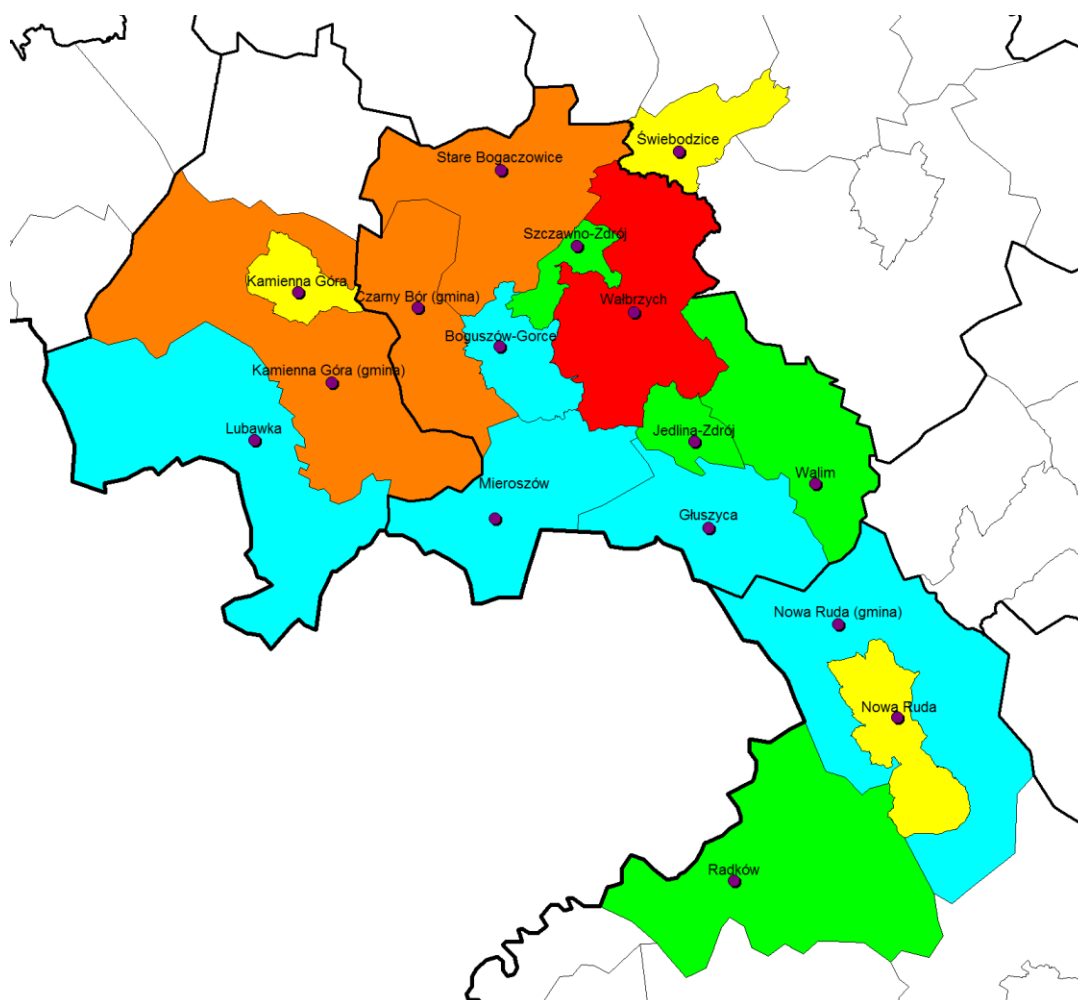 Świebodzice
Stare Bogaczowice
Szczawno-Zdrój
Kamienna Góra
Czarny Bór (gmina)
Wałbrzych
Boguszów-Gorce
Kamienna Góra (gmina)
Lubawka
Jedlina-Zdrój
Walim
Mieroszów
Głuszyca
Nowa Ruda (gmina)
Nowa Ruda
Radków